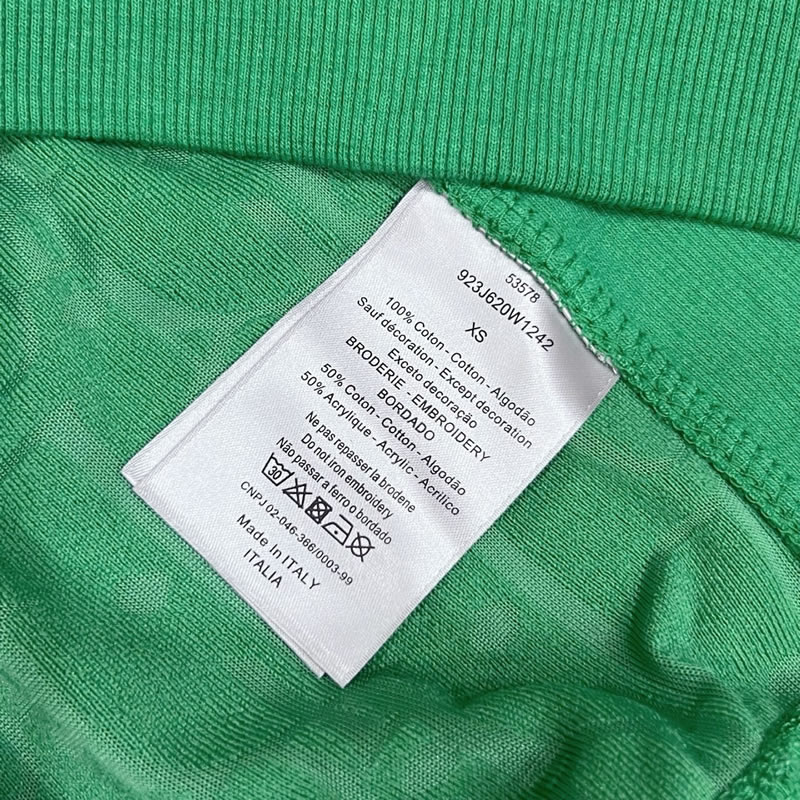 53578
923J620W1242
XS
100% Coton - Cotton - Algodão
Sauf décoration - Except decoration
Exceto decoração
BRODERIE - EMBROIDERY
BORDADO
50% Coton - Cotton - Algodão
50% Acrylique - Acrylic - Acrílico
Ne pas repasser la brodene
Do not iron embroidery
Não passar a ferro o bordado
30
CNPJ 02-046-366/0003-99
Made In ITALY
ITALIA